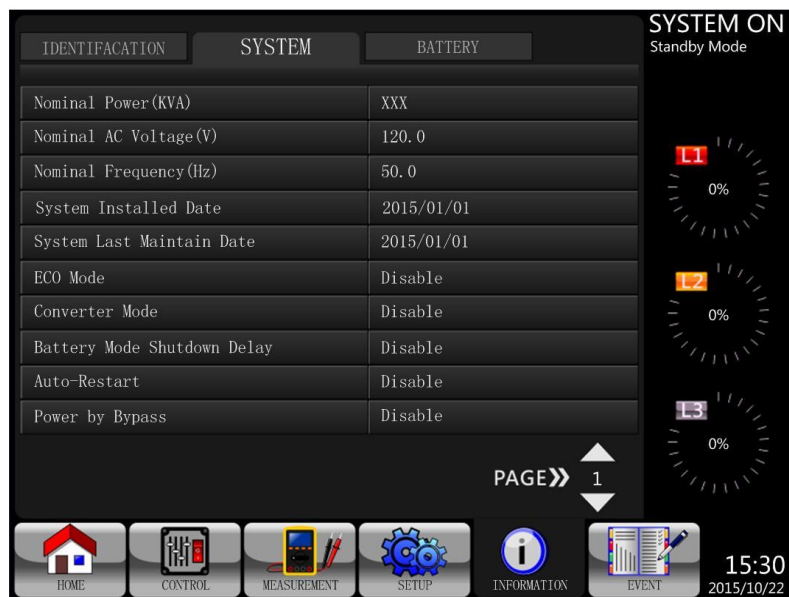 IDENTIFACATION SYSTEM BATTERY
SYSTEM ON
Standby Mode
Nominal Power(KVA) XXX
Nominal AC Voltage(V) 120.0
Nominal Frequency(Hz) 50.0
System Installed Date 2015/01/01
System Last Maintain Date 2015/01/01
ECO Mode Disable
Converter Mode Disable
Battery Mode Shutdown Delay Disable
Auto-Restart Disable
Power by Bypass Disable
L1
0%
L2
0%
L3
0%
PAGE 1
HOME CONTROL MEASUREMENT SETUP INFORMATION EVENT
15:30
2015/10/22